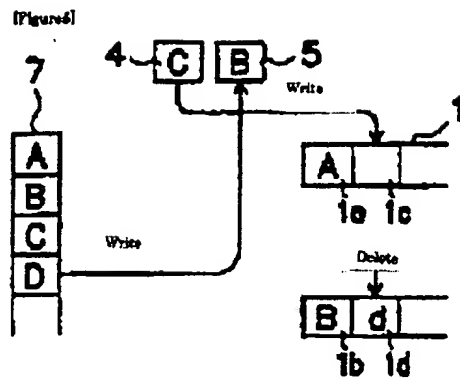 [Figure6]
4 C B 5
Write
7
1
A A
1a 1c
B
C
Write
D
Delete
B d
1b 1d